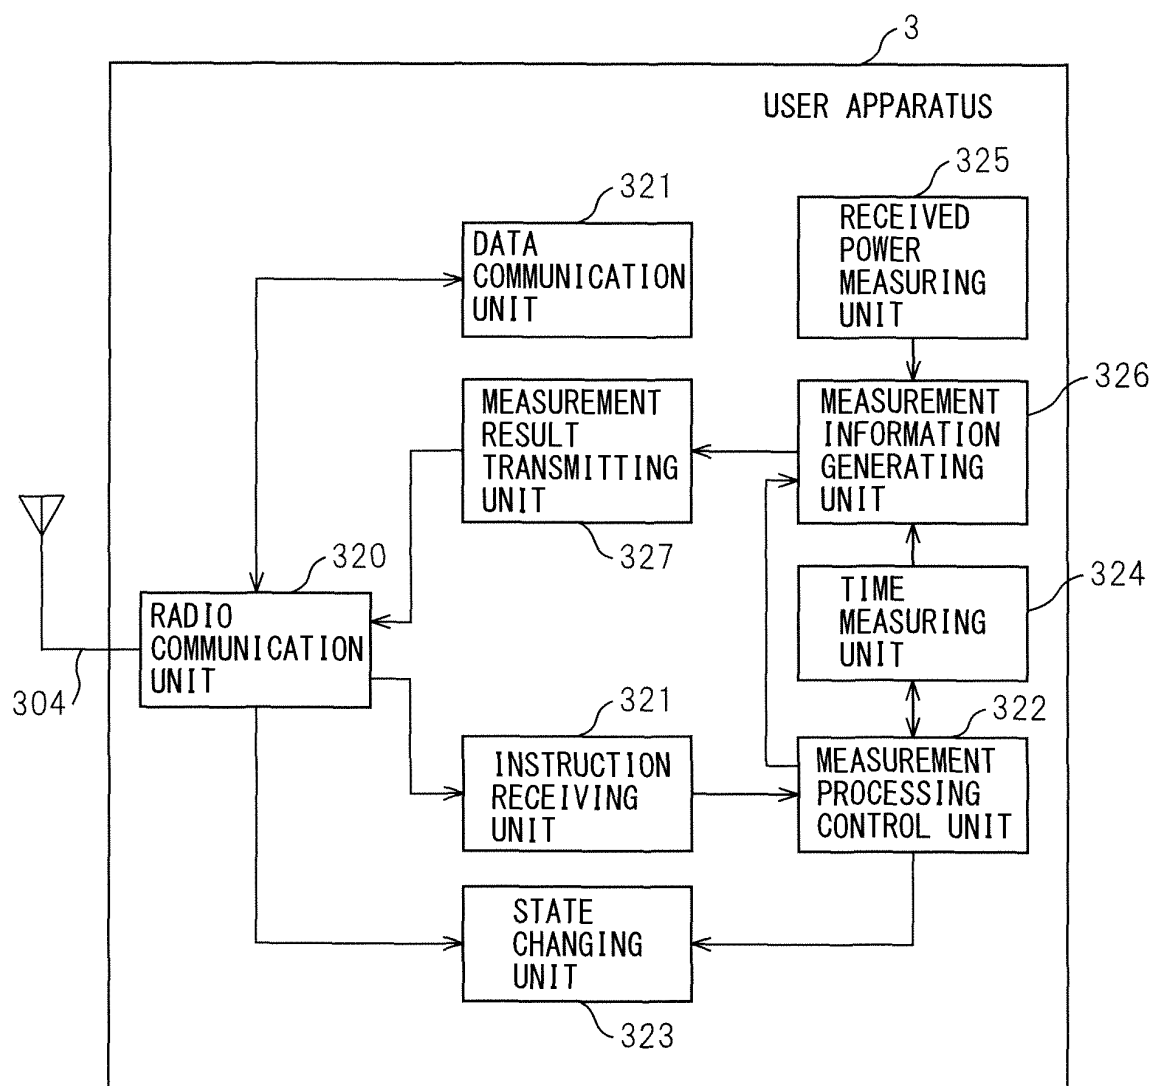 3
USER APPARATUS
321
DATA
COMMUNICATION
UNIT
325
RECEIVED
POWER
MEASURING
UNIT
MEASUREMENT
RESULT
TRANSMITTING
UNIT
327
326
MEASUREMENT
INFORMATION
GENERATING
UNIT
320
RADIO
COMMUNICATION
UNIT
304
324
TIME
MEASURING
UNIT
321
INSTRUCTION
RECEIVING
UNIT
322
MEASUREMENT
PROCESSING
CONTROL UNIT
STATE
CHANGING
UNIT
323